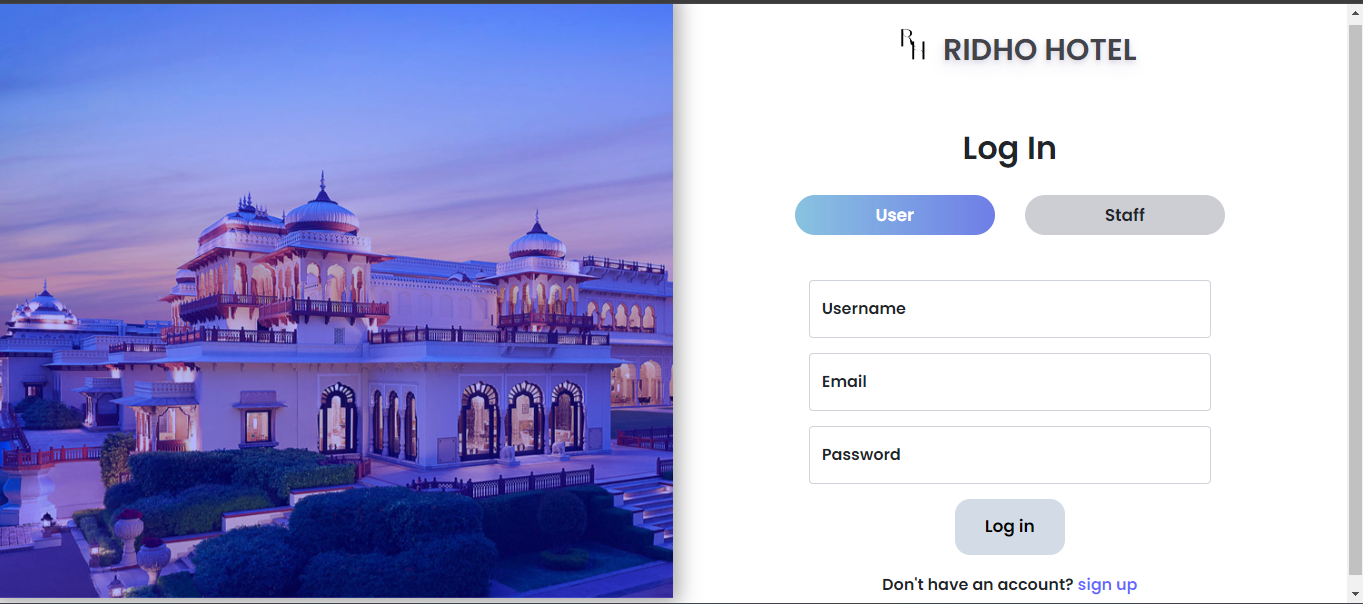 RH RIDHO HOTEL
Log In
User Staff
Username
Email
Password
Log in
Don't have an account? sign up